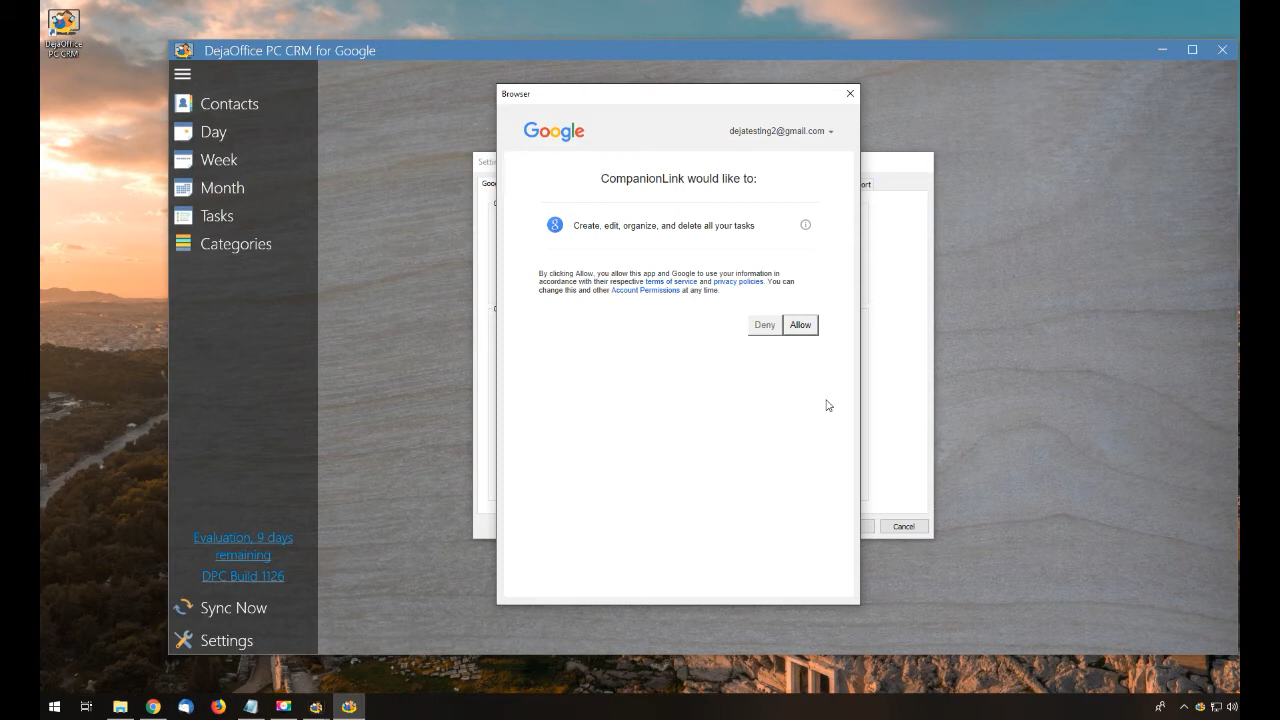 DejaOffice
PC CRM
DejaOffice PC CRM for Google
Contacts
Day
Week
Month
Tasks
Categories
Evaluation, 9 days
remaining
DPC Build 1126
Sync Now
Settings
Browser
Google
dejatesting2@gmail.com
CompanionLink would like to:
8 Create, edit, organize, and delete all your tasks
By clicking Allow, you allow this app and Google to use your information in
accordance with their respective terms of service and privacy policies. You can
change this and other Account Permissions at any time.
Deny Allow
Cancel